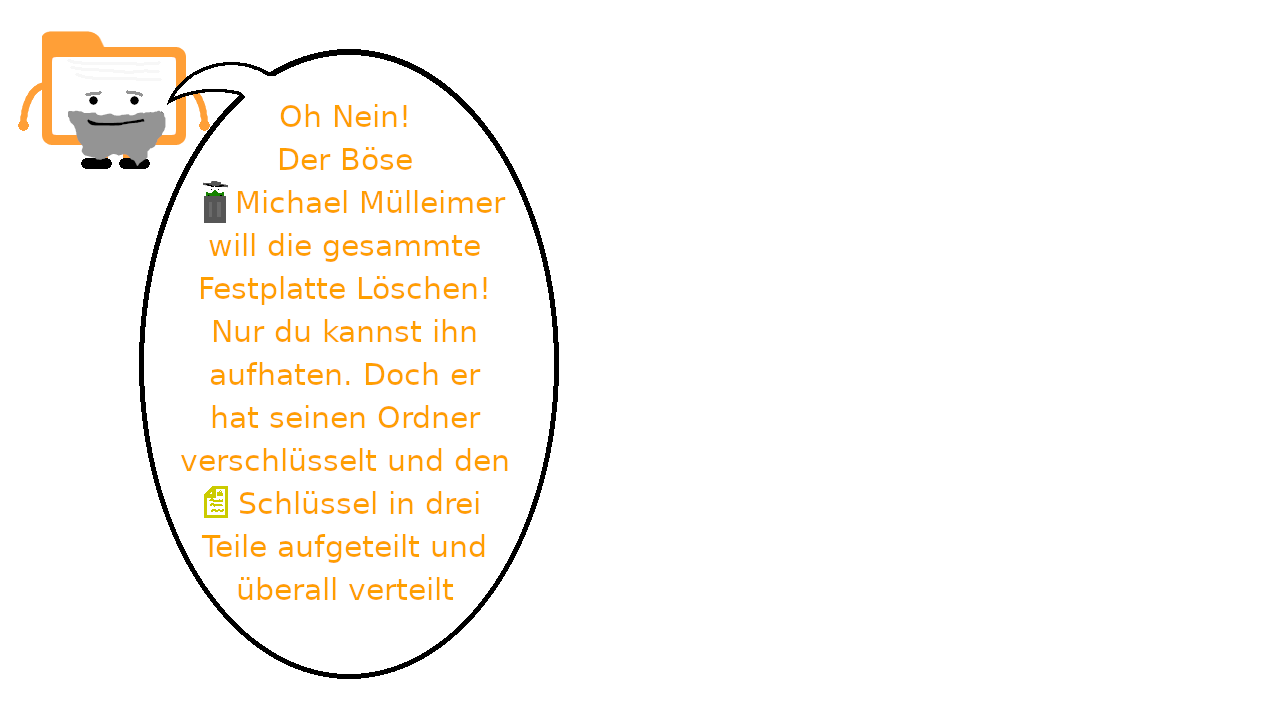 Oh Nein!
Der Böse
Michael Mülleimer
will die gesammte
Festplatte Löschen!
Nur du kannst ihn
aufhaten. Doch er
hat seinen Ordner
verschlüsselt und den
Schlüssel in drei
Teile aufgeteilt und
überall verteilt